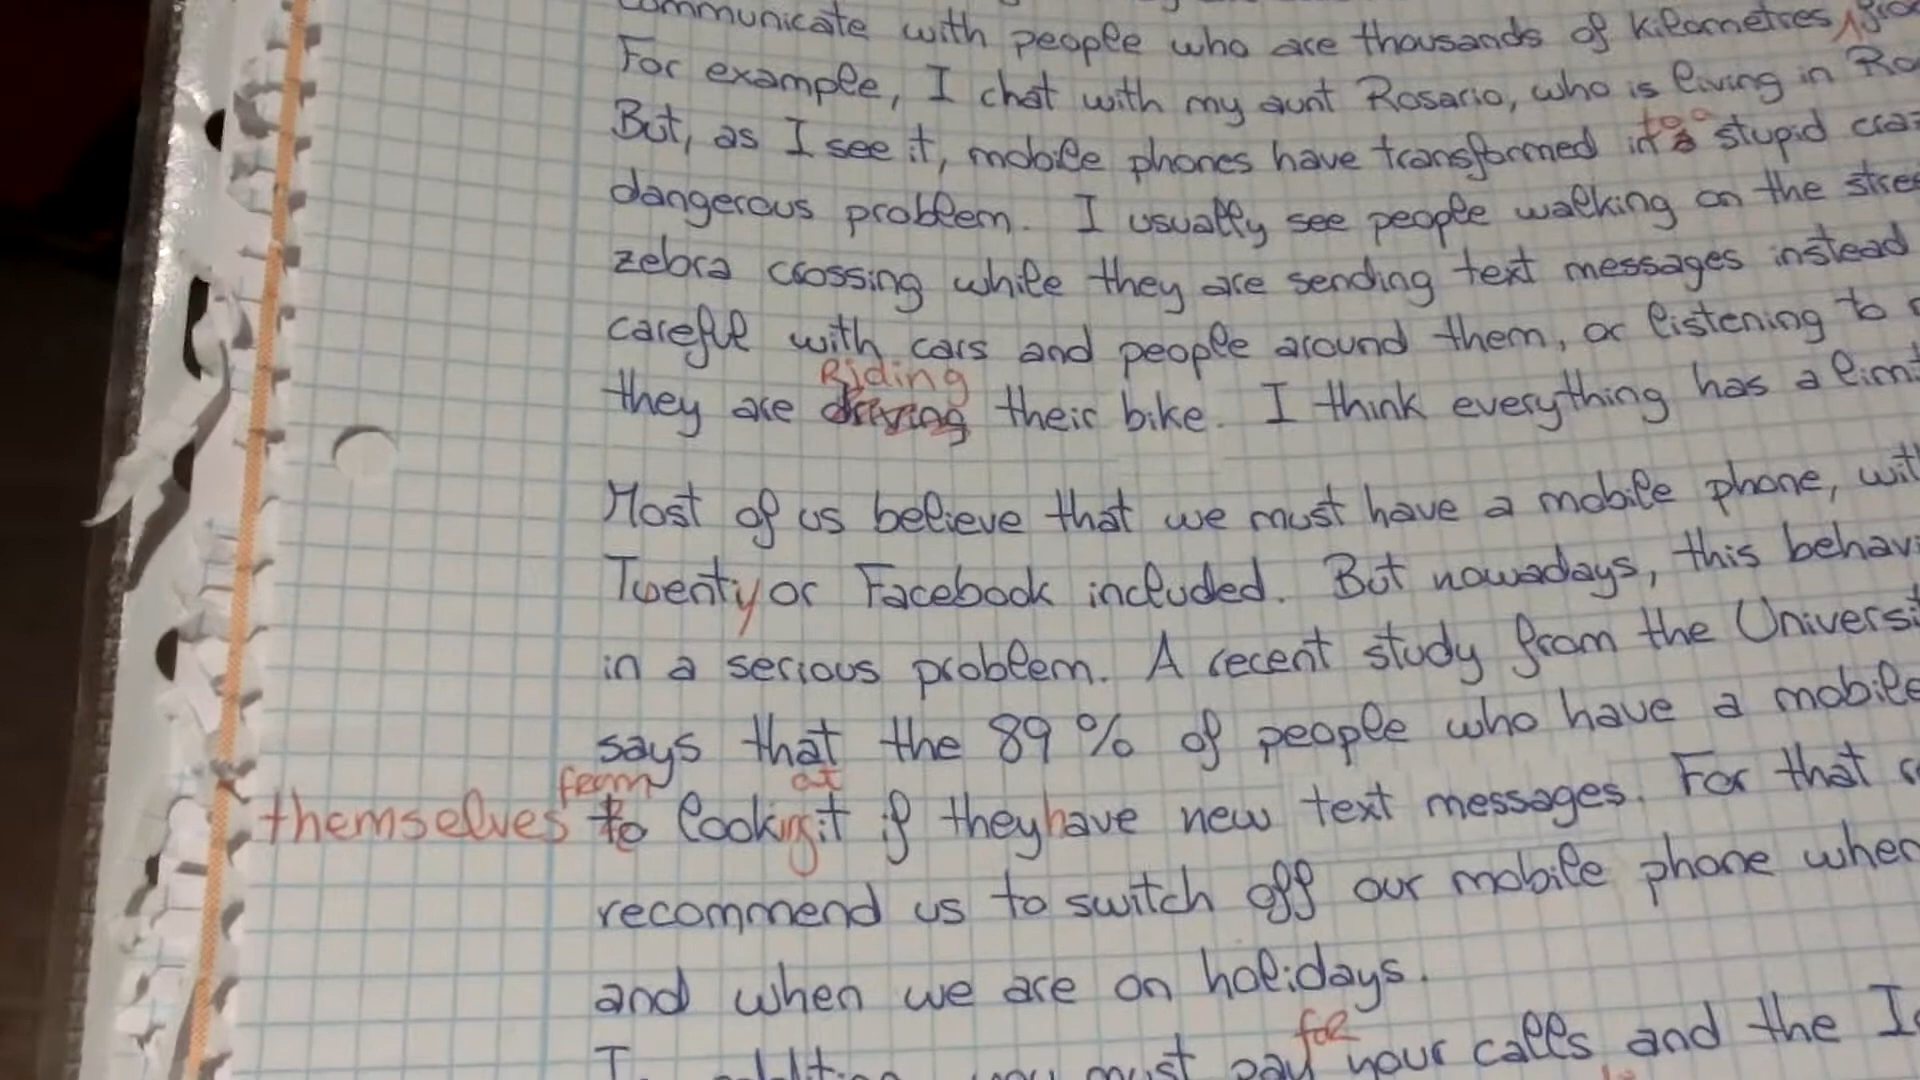 communicate with people who are thousands of kilometres
For example, I chat with my aunt Rosario, who is living in
But, as I see it, mobile phones have transformed into a stupid
dangerous problem. I usually see people walking on the
zebra crossing while they are sending text messages instead
carefull with cars and people around them, or listening to
Riding
they are driving their bike. I think everything has a
Most of us believe that we must have a mobile phone,
Twenty or Facebook included. But nowadays, this
in a serious problem. A recent study from the
says that the 89% of people who have a mobile
from at
themselves to looking it if they have new text messages. For that
recommend us to switch off our mobile phone when
and when we are on holidays.
for
must pay your calls and the